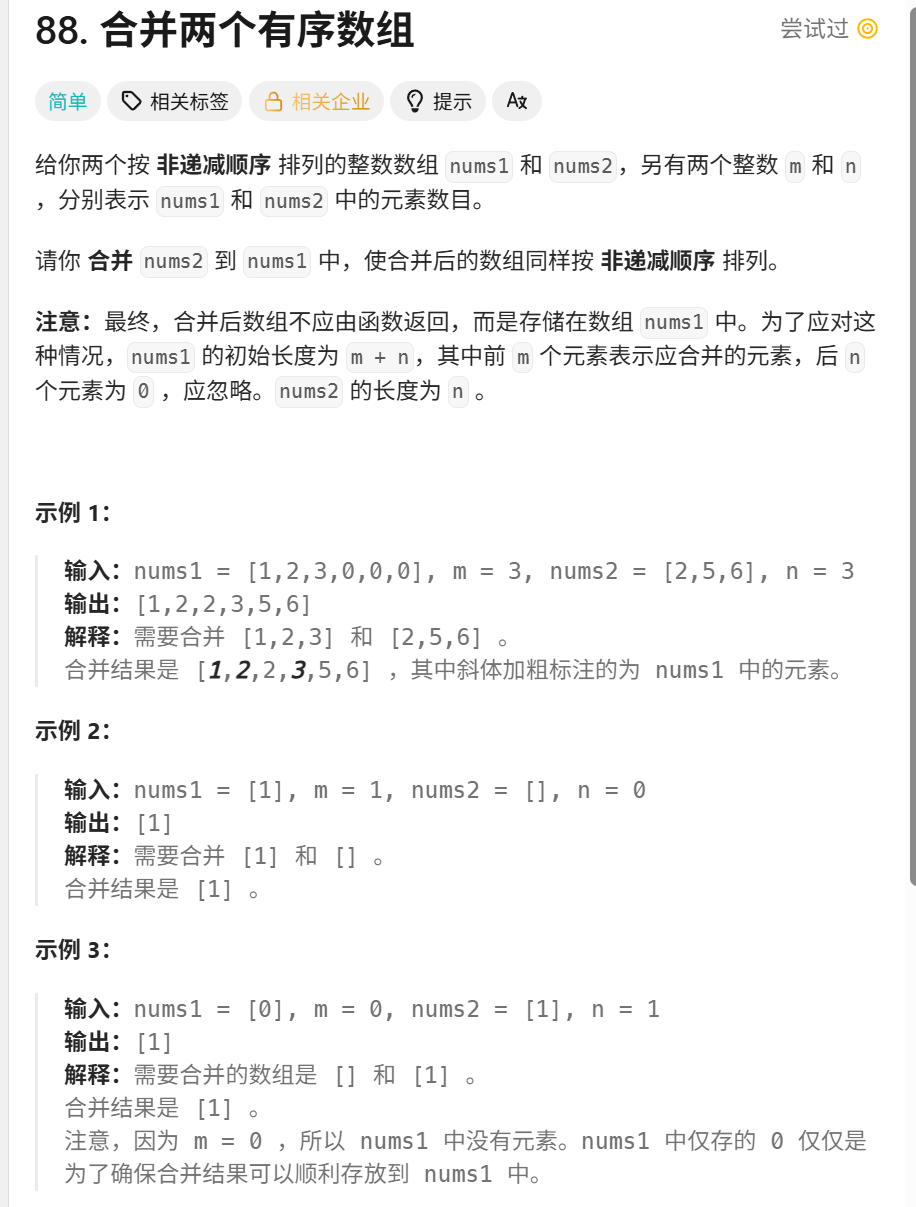 88. 合并两个有序数组
尝试过
简单 相关标签 相关企业 提示 Ax
给你两个按 非递减顺序 排列的整数数组 nums1 和 nums2，另有两个整数 m 和 n
，分别表示 nums1 和 nums2 中的元素数目。
请你 合并 nums2 到 nums1 中，使合并后的数组同样按 非递减顺序 排列。
注意：最终，合并后数组不应由函数返回，而是存储在数组 nums1 中。为了应对这
种情况，nums1 的初始长度为 m + n，其中前 m 个元素表示应合并的元素，后 n
个元素为 0 ，应忽略。nums2 的长度为 n 。
示例 1：
输入：nums1 = [1,2,3,0,0,0], m = 3, nums2 = [2,5,6], n = 3
输出：[1,2,2,3,5,6]
解释：需要合并 [1,2,3] 和 [2,5,6] 。
合并结果是 [1,2,2,3,5,6] ，其中斜体加粗标注的为 nums1 中的元素。
示例 2：
输入：nums1 = [1], m = 1, nums2 = [], n = 0
输出：[1]
解释：需要合并 [1] 和 [] 。
合并结果是 [1] 。
示例 3：
输入：nums1 = [0], m = 0, nums2 = [1], n = 1
输出：[1]
解释：需要合并的数组是 [] 和 [1] 。
合并结果是 [1] 。
注意，因为 m = 0 ，所以 nums1 中没有元素。nums1 中仅存的 0 仅仅是
为了确保合并结果可以顺利存放到 nums1 中。